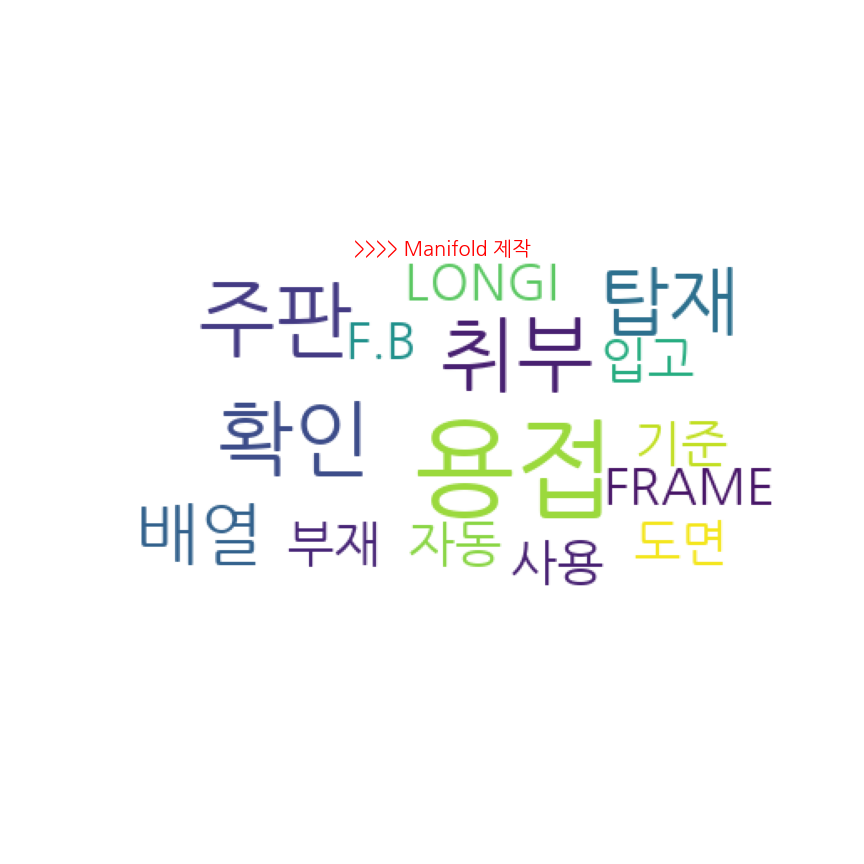 >>>> Manifold 제작
LONGI
탑재
주판
F.B
취부
입고
확인
용접
기준
FRAME
배열
부재
자동
사용
도면